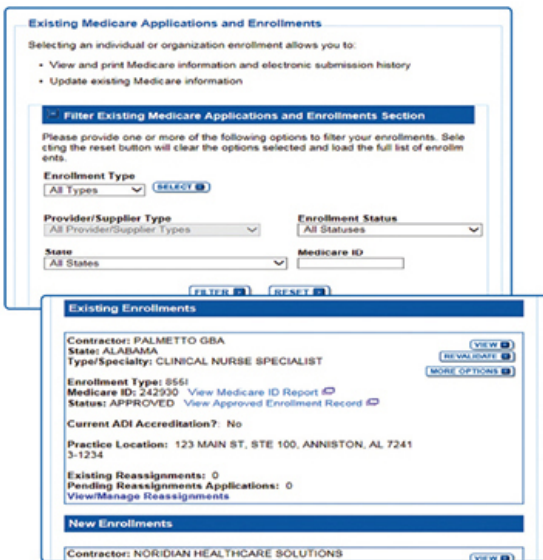 Existing Medicare Applications and Enrollments
Selecting an individual or organization enrollment allows you to:
• View and print Medicare information and electronic submission history
• Update existing Medicare information
Filter Existing Medicare Applications and Enrollments Section
Please provide one or more of the following options to filter your enrollments. Sele
cting the reset button will clear the options selected and load the full list of enrollm
ents.
Enrollment Type
All Types SELECT
Provider/Supplier Type Enrollment Status
All Provider/Supplier Types All Statuses
State Medicare ID
All States
FILTER RESET
Existing Enrollments
Contractor: PALMETTO GBA VIEW
State: ALABAMA REVALIDATE
Type/Specialty: CLINICAL NURSE SPECIALIST
MORE OPTIONS
Enrollment Type: 855I
Medicare ID: 242930 View Medicare ID Report
Status: APPROVED View Approved Enrollment Record
Current ADI Accreditation?: No
Practice Location: 123 MAIN ST, STE 100, ANNISTON, AL 7241
3-1234
Existing Reassignments: 0
Pending Reassignments Applications: 0
View/Manage Reassignments
New Enrollments
Contractor: NORIDIAN HEALTHCARE SOLUTIONS VIEW